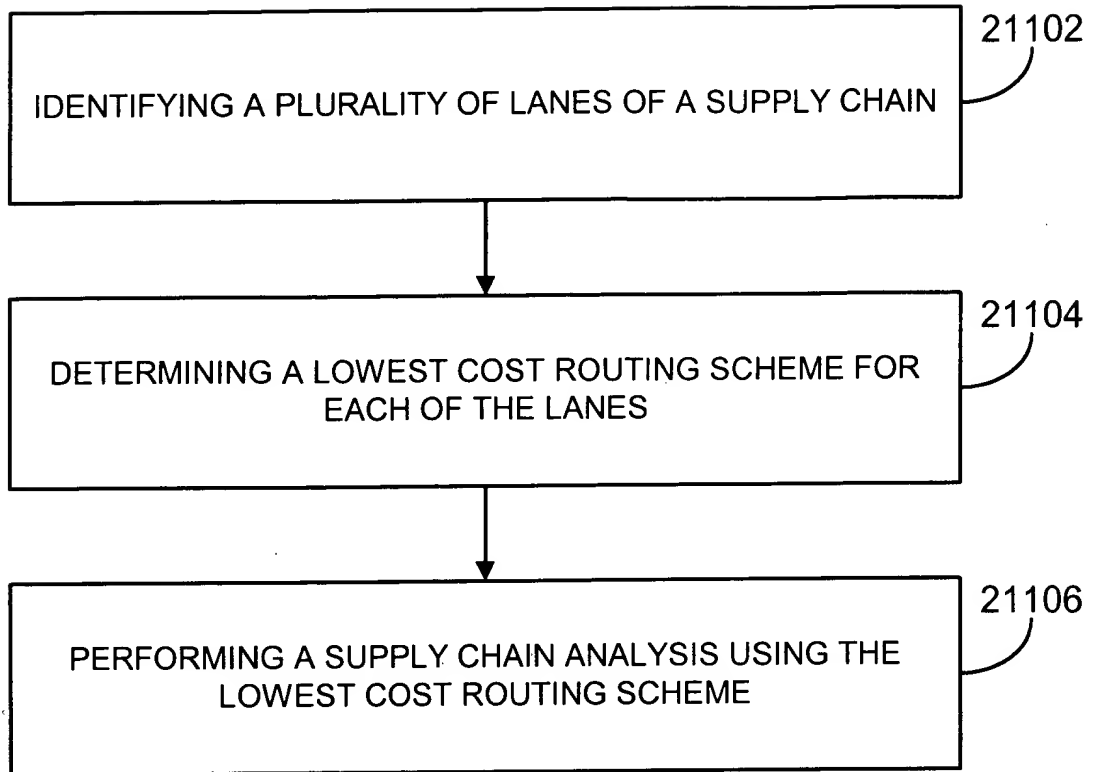 21102
IDENTIFYING A PLURALITY OF LANES OF A SUPPLY CHAIN
21104
DETERMINING A LOWEST COST ROUTING SCHEME FOR
EACH OF THE LANES
21106
PERFORMING A SUPPLY CHAIN ANALYSIS USING THE
LOWEST COST ROUTING SCHEME